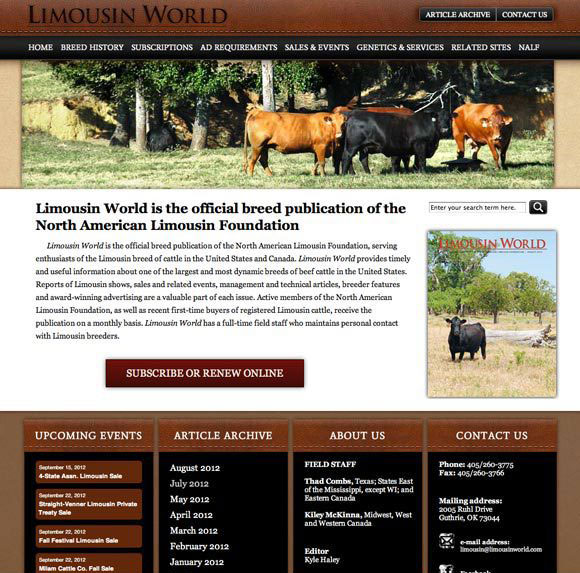 LIMOUSIN WORLD
ARTICLE ARCHIVE
CONTACT US
HOME BREED HISTORY SUBSCRIPTIONS AD REQUIREMENTS SALES & EVENTS GENETICS & SERVICES RELATED SITES NALF
Limousin World is the official breed publication of the
North American Limousin Foundation
Limousin World is the official breed publication of the North American Limousin Foundation, serving
enthusiasts of the Limousin breed of cattle in the United States and Canada. Limousin World provides timely
and useful information about one of the largest and most dynamic breeds of beef cattle in the United States.
Reports of Limousin shows, sales and related events, management and technical articles, breeder features
and award-winning advertising are a valuable part of each issue. Active members of the North American
Limousin Foundation, as well as recent first-time buyers of registered Limousin cattle, receive the
publication on a monthly basis. Limousin World has a full-time field staff who maintains personal contact
with Limousin breeders.
SUBSCRIBE OR RENEW ONLINE
Enter your search term here.
LIMOUSIN WORLD
UPCOMING EVENTS
September 15, 2012
4-State Assn. Limousin Sale
September 22, 2012
Straight-Venner Limousin Private
Treaty Sale
September 22, 2012
Fall Festival Limousin Sale
September 22, 2012
Milam Cattle Co. Fall Sale
ARTICLE ARCHIVE
August 2012
July 2012
May 2012
April 2012
March 2012
February 2012
January 2012
ABOUT US
FIELD STAFF
Thad Combs, Texas; States East
of the Mississippi, except WI; and
Eastern Canada
Kiley McKinna, Midwest, West
and Western Canada
Editor
Kyle Haley
CONTACT US
Phone: 405/260-3775
Fax: 405/260-3766
Mailing address:
2005 Ruhl Drive
Guthrie, OK 73044
e-mail address:
limousin@limousinworld.com
Facebook